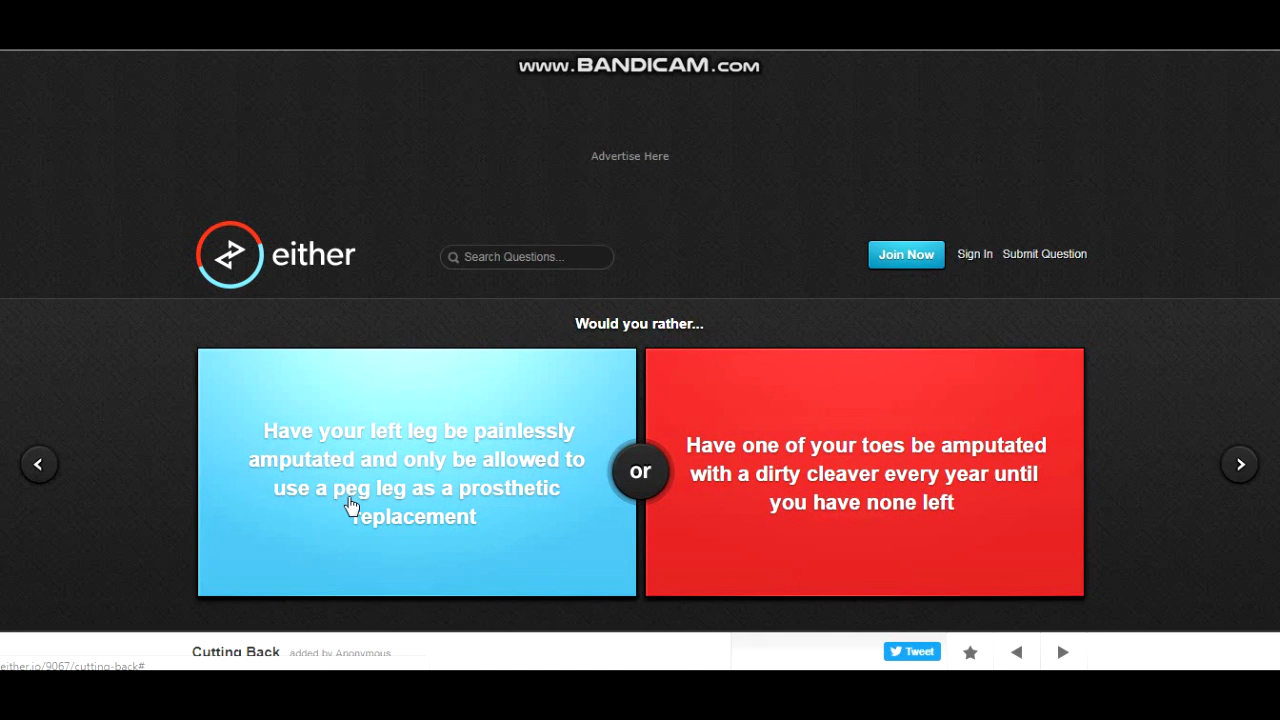 www.BANDICAM.com
Advertise Here
either
Search Questions...
Join Now
Sign In
Submit Question
Would you rather...
Have your left leg be painlessly
amputated and only be allowed to
use a peg leg as a prosthetic
replacement
or
Have one of your toes be amputated
with a dirty cleaver every year until
you have none left
Cutting Back
added by Anonymous
Tweet
either.io/9067/cutting-back#